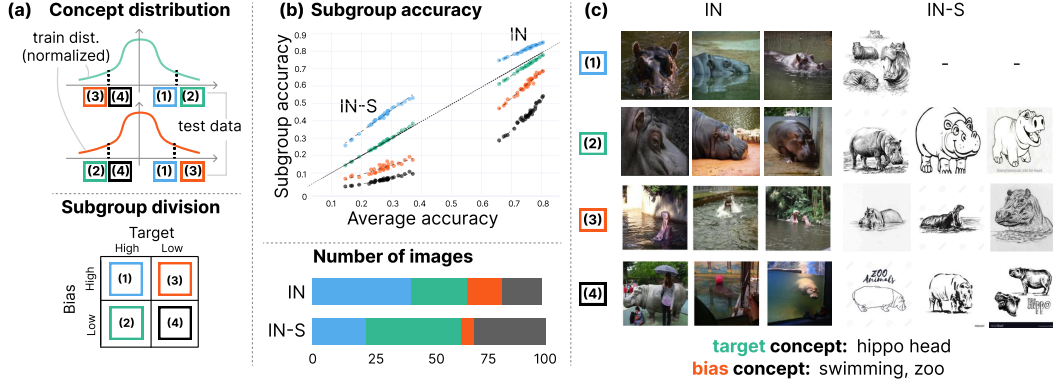 (a) Concept distribution
train dist.
(normalized)
(3) (4) (1) (2)
test data
(2) (4) (1) (3)
Subgroup division
Target
High Low
Bias
High
Low
(1) (3)
(2) (4)
(b) Subgroup accuracy
Subgroup accuracy
0.9
0.8
0.7
0.6
0.5
0.4
0.3
0.2
0.1
0
IN
IN-S
0.1 0.2 0.3 0.4 0.5 0.6 0.7 0.8
Average accuracy
Number of images
IN
IN-S
0 25 50 75 100
(c) IN IN-S
(1) - -
(2)
(3)
(4)
ZOO
Animals
HIPPO
target concept: hippo head
bias concept: swimming, zoo